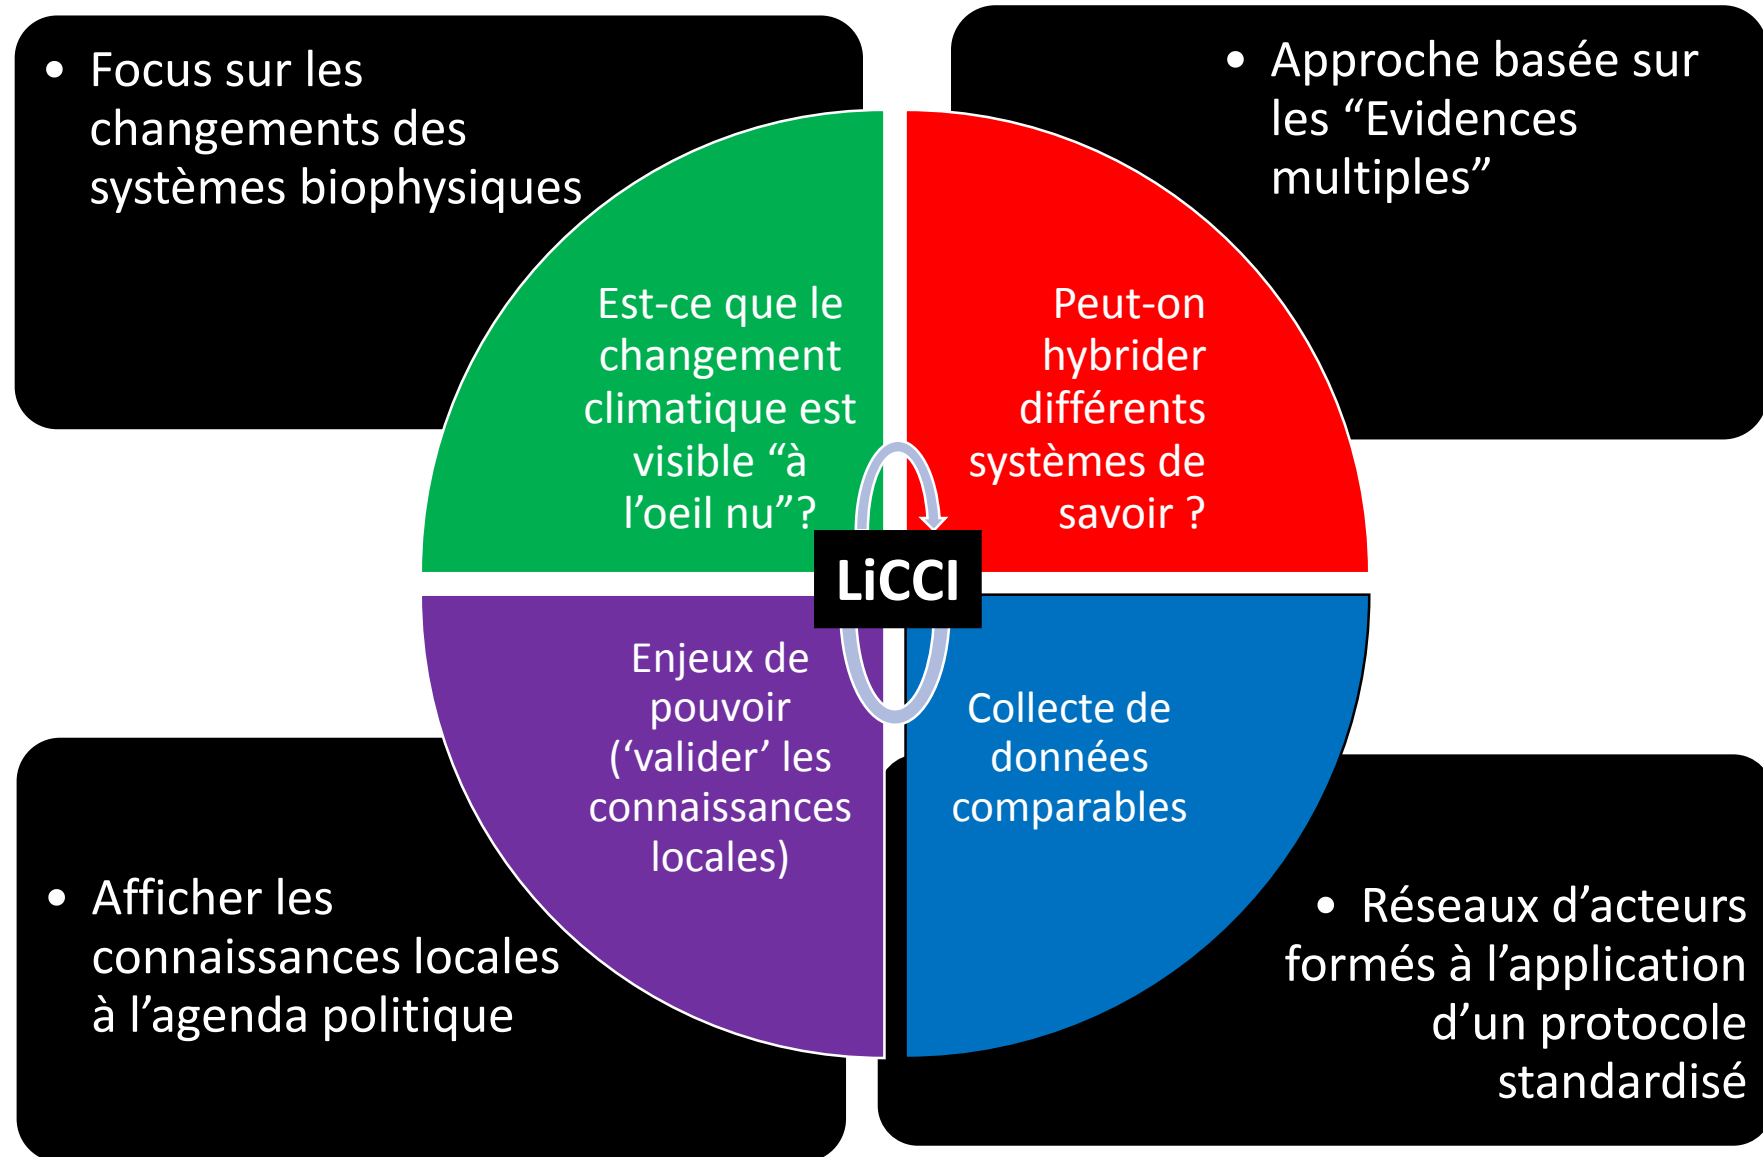 • Focus sur les
changements des
systèmes biophysiques
• Approche basée sur
les “Evidences
multiples”
Est-ce que le
changement
climatique est
visible “à
l’oeil nu”?
Peut-on
hybrider
différents
systèmes de
savoir ?
LiCCI
Enjeux de
pouvoir
(‘valider’ les
connaissances
locales)
Collecte de
données
comparables
• Afficher les
connaissances locales
à l’agenda politique
• Réseaux d’acteurs
formés à l’application
d’un protocole
standardisé